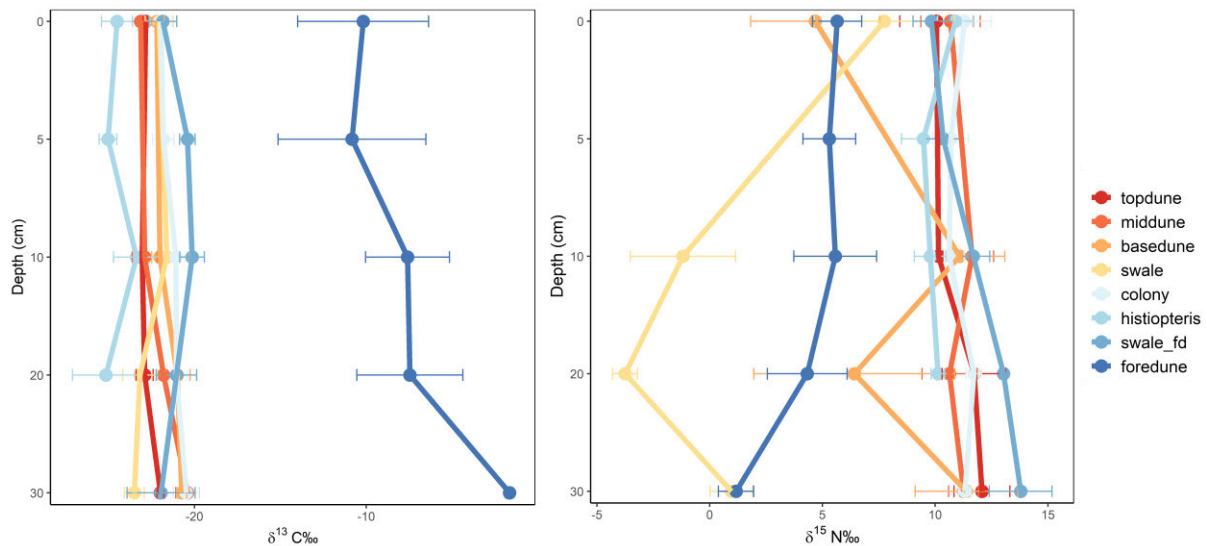 0
5
10
20
30
Depth (cm)
-20
-10
δ13 C‰
0
5
10
20
30
Depth (cm)
-5
0
5
10
15
δ15 N‰
topdune
middune
basedune
swale
colony
histiopteris
swale_fd
foredune